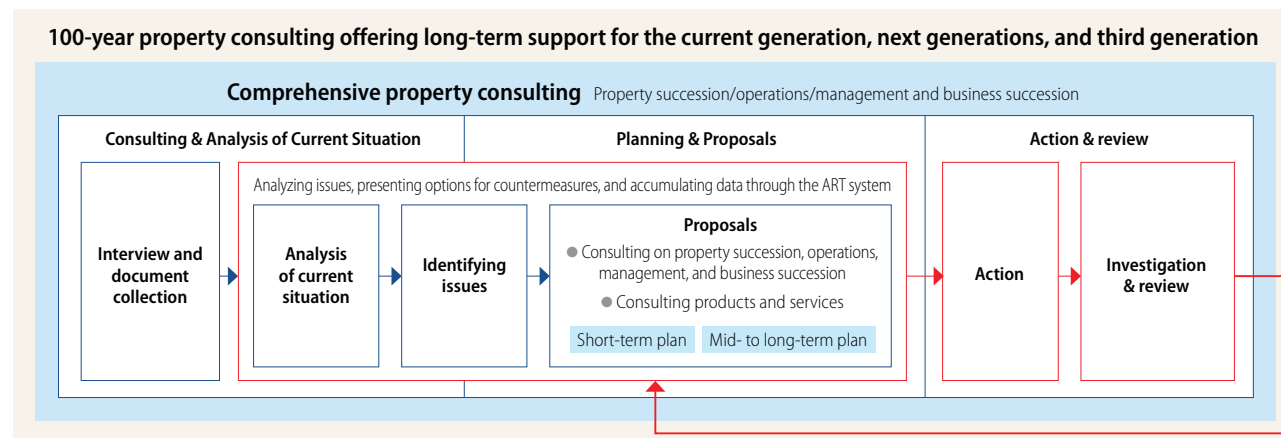 100-year property consulting offering long-term support for the current generation, next generations, and third generation
Comprehensive property consulting Property succession/operations/management and business succession
Consulting & Analysis of Current Situation
Planning & Proposals
Action & review
Analyzing issues, presenting options for countermeasures, and accumulating data through the ART system
Interview and
document
collection
Analysis
of current
situation
Identifying
issues
Proposals
● Consulting on property succession, operations,
management, and business succession
● Consulting products and services
Short-term plan
Mid- to long-term plan
Action
Investigation
& review